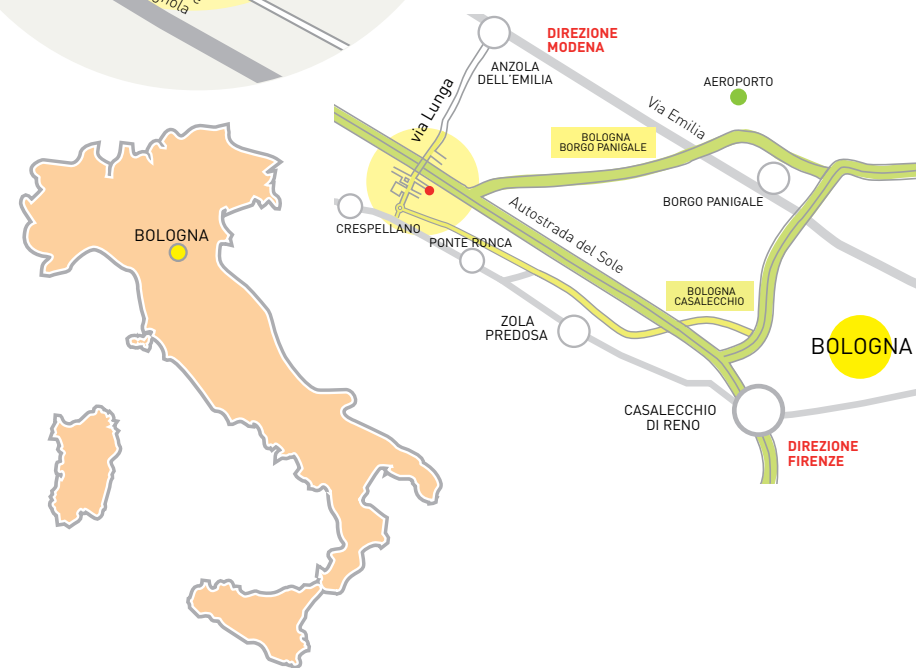 DIREZIONE
MODENA
ANZOLA
DELL'EMILIA
via Lunga
AEROPORTO
Via Emilia
BOLOGNA
BORGO PANIGALE
BORGO PANIGALE
CRESPELLANO
PONTE RONCA
Autostrada del Sole
BOLOGNA
CASALECCHIO
ZOLA
PREDOSA
BOLOGNA
CASALECCHIO
DI RENO
DIREZIONE
FIRENZE
BOLOGNA